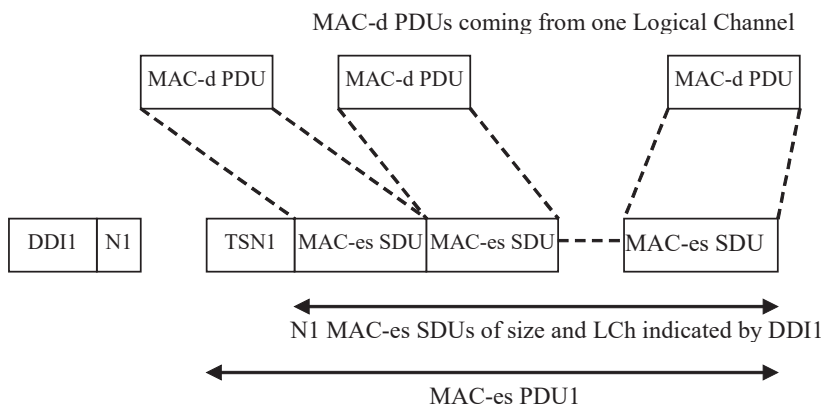 MAC-d PDUs coming from one Logical Channel
MAC-d PDU MAC-d PDU MAC-d PDU
DDI1 N1 TSN1 MAC-es SDU MAC-es SDU MAC-es SDU
N1 MAC-es SDUs of size and LCh indicated by DDI1
MAC-es PDU1